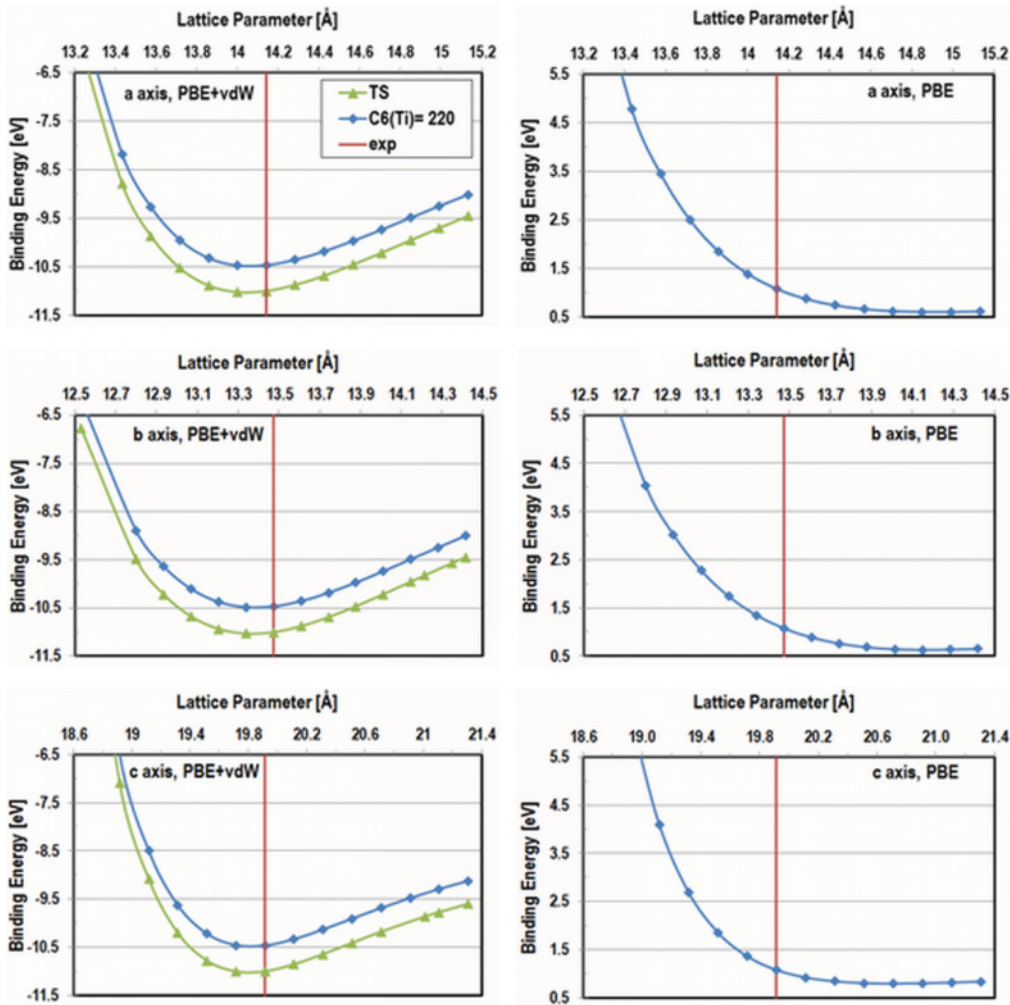 Lattice Parameter [Å]
13.2 13.4 13.6 13.8 14 14.2 14.4 14.6 14.8 15 15.2
Binding Energy [eV]
-6.5
-7.5
-8.5
-9.5
-10.5
-11.5
a axis, PBE+vdW
TS
C6(Ti)= 220
exp
Lattice Parameter [Å]
13.2 13.4 13.6 13.8 14 14.2 14.4 14.6 14.8 15 15.2
Binding Energy [eV]
5.5
4.5
3.5
2.5
1.5
0.5
a axis, PBE
Lattice Parameter [Å]
12.5 12.7 12.9 13.1 13.3 13.5 13.7 13.9 14.1 14.3 14.5
Binding Energy [eV]
-6.5
-7.5
-8.5
-9.5
-10.5
-11.5
b axis, PBE+vdW
Lattice Parameter [Å]
12.5 12.7 12.9 13.1 13.3 13.5 13.7 13.9 14.1 14.3 14.5
Binding Energy [eV]
5.5
4.5
3.5
2.5
1.5
0.5
b axis, PBE
Lattice Parameter [Å]
18.6 19 19.4 19.8 20.2 20.6 21 21.4
Binding Energy [eV]
-6.5
-7.5
-8.5
-9.5
-10.5
-11.5
c axis, PBE+vdW
Lattice Parameter [Å]
18.6 19.0 19.4 19.8 20.2 20.6 21.0 21.4
Binding Energy [eV]
5.5
4.5
3.5
2.5
1.5
0.5
c axis, PBE